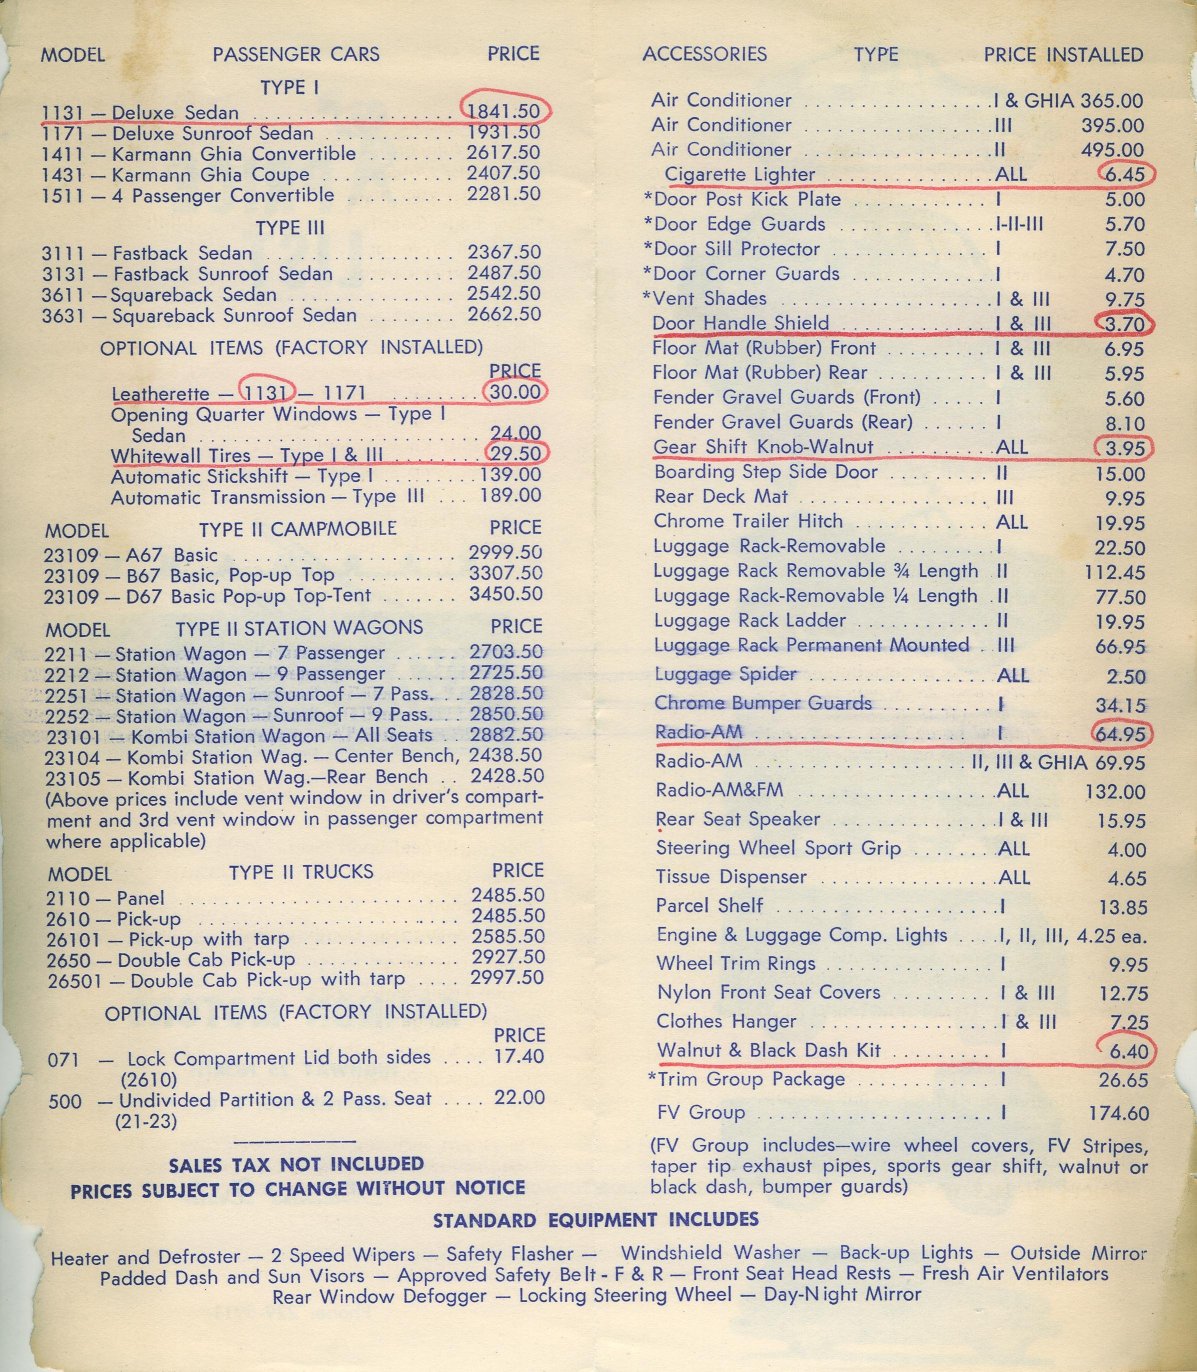 MODEL PASSENGER CARS PRICE
TYPE I
1131 — Deluxe Sedan . . . . . . . . . . . . . . . . . . . . 1841.50
1171 — Deluxe Sunroof Sedan . . . . . . . . . . . . . 1931.50
1411 — Karmann Ghia Convertible . . . . . . . . 2617.50
1431 — Karmann Ghia Coupe . . . . . . . . . . . . . 2407.50
1511 — 4 Passenger Convertible . . . . . . . . . . 2281.50
TYPE III
3111 — Fastback Sedan . . . . . . . . . . . . . . . . . . 2367.50
3131 — Fastback Sunroof Sedan . . . . . . . . . . 2487.50
3611 — Squareback Sedan . . . . . . . . . . . . . . . 2542.50
3631 — Squareback Sunroof Sedan . . . . . . . . 2662.50
OPTIONAL ITEMS (FACTORY INSTALLED)
PRICE
Leatherette — 1131 — 1171 . . . . . . . . 30.00
Opening Quarter Windows — Type I
Sedan . . . . . . . . . . . . . . . . . . . . . . . . 24.00
Whitewall Tires — Type I & III . . . . . . . . 29.50
Automatic Stickshift — Type I . . . . . . . . 139.00
Automatic Transmission — Type III . . . 189.00
MODEL TYPE II CAMPMOBILE PRICE
23109 — A67 Basic . . . . . . . . . . . . . . . . . . . . 2999.50
23109 — B67 Basic, Pop-up Top . . . . . . . . . . 3307.50
23109 — D67 Basic Pop-up Top-Tent . . . . . . . 3450.50
MODEL TYPE II STATION WAGONS PRICE
2211 — Station Wagon — 7 Passenger . . . . . . 2703.50
2212 — Station Wagon — 9 Passenger . . . . . . 2725.50
2251 — Station Wagon — Sunroof — 7 Pass. . . 2828.50
2252 — Station Wagon — Sunroof — 9 Pass. . . 2850.50
23101 — Kombi Station Wagon — All Seats . . 2882.50
23104 — Kombi Station Wag. — Center Bench, 2438.50
23105 — Kombi Station Wag.—Rear Bench . . 2428.50
(Above prices include vent window in driver's compart-
ment and 3rd vent window in passenger compartment
where applicable)
MODEL TYPE II TRUCKS PRICE
2110 — Panel . . . . . . . . . . . . . . . . . . . . . . . . . 2485.50
2610 — Pick-up . . . . . . . . . . . . . . . . . . . . . . . 2485.50
26101 — Pick-up with tarp . . . . . . . . . . . . . . 2585.50
2650 — Double Cab Pick-up . . . . . . . . . . . . . . 2927.50
26501 — Double Cab Pick-up with tarp . . . . 2997.50
OPTIONAL ITEMS (FACTORY INSTALLED)
PRICE
071 — Lock Compartment Lid both sides . . . . 17.40
(2610)
500 — Undivided Partition & 2 Pass. Seat . . . . 22.00
(21-23)
SALES TAX NOT INCLUDED
PRICES SUBJECT TO CHANGE WITHOUT NOTICE
ACCESSORIES TYPE PRICE INSTALLED
Air Conditioner . . . . . . . . . . . . . . . . I & GHIA 365.00
Air Conditioner . . . . . . . . . . . . . . . . III 395.00
Air Conditioner . . . . . . . . . . . . . . . . II 495.00
Cigarette Lighter . . . . . . . . . . . . . . ALL 6.45
*Door Post Kick Plate . . . . . . . . . . . . I 5.00
*Door Edge Guards . . . . . . . . . . . . . I-II-III 5.70
*Door Sill Protector . . . . . . . . . . . . . . I 7.50
*Door Corner Guards . . . . . . . . . . . . I 4.70
*Vent Shades . . . . . . . . . . . . . . . . . . I & III 9.75
Door Handle Shield . . . . . . . . . . . . . I & III 3.70
Floor Mat (Rubber) Front . . . . . . . . . I & III 6.95
Floor Mat (Rubber) Rear . . . . . . . . . . I & III 5.95
Fender Gravel Guards (Front) . . . . . I 5.60
Fender Gravel Guards (Rear) . . . . . . I 8.10
Gear Shift Knob-Walnut . . . . . . . . . . ALL 3.95
Boarding Step Side Door . . . . . . . . . II 15.00
Rear Deck Mat . . . . . . . . . . . . . . . . . III 9.95
Chrome Trailer Hitch . . . . . . . . . . . . ALL 19.95
Luggage Rack-Removable . . . . . . . . . I 22.50
Luggage Rack Removable ¾ Length II 112.45
Luggage Rack-Removable ¼ Length . II 77.50
Luggage Rack Ladder . . . . . . . . . . . . II 19.95
Luggage Rack Permanent Mounted . . III 66.95
Luggage Spider . . . . . . . . . . . . . . . . ALL 2.50
Chrome Bumper Guards . . . . . . . . . . I 34.15
Radio-AM . . . . . . . . . . . . . . . . . . . . I 64.95
Radio-AM . . . . . . . . . . . . . . . . . . II, III & GHIA 69.95
Radio-AM&FM . . . . . . . . . . . . . . . . . ALL 132.00
Rear Seat Speaker . . . . . . . . . . . . . . I & III 15.95
Steering Wheel Sport Grip . . . . . . . . ALL 4.00
Tissue Dispenser . . . . . . . . . . . . . . . ALL 4.65
Parcel Shelf . . . . . . . . . . . . . . . . . . . I 13.85
Engine & Luggage Comp. Lights . . . . I, II, III, 4.25 ea.
Wheel Trim Rings . . . . . . . . . . . . . . . I 9.95
Nylon Front Seat Covers . . . . . . . . . I & III 12.75
Clothes Hanger . . . . . . . . . . . . . . . . I & III 7.25
Walnut & Black Dash Kit . . . . . . . . . I 6.40
*Trim Group Package . . . . . . . . . . . . I 26.65
FV Group . . . . . . . . . . . . . . . . . . . . . I 174.60
(FV Group includes—wire wheel covers, FV Stripes,
taper tip exhaust pipes, sports gear shift, walnut or
black dash, bumper guards)
STANDARD EQUIPMENT INCLUDES
Heater and Defroster — 2 Speed Wipers — Safety Flasher — Windshield Washer — Back-up Lights — Outside Mirror
Padded Dash and Sun Visors — Approved Safety Belt - F & R — Front Seat Head Rests — Fresh Air Ventilators
Rear Window Defogger — Locking Steering Wheel — Day-Night Mirror